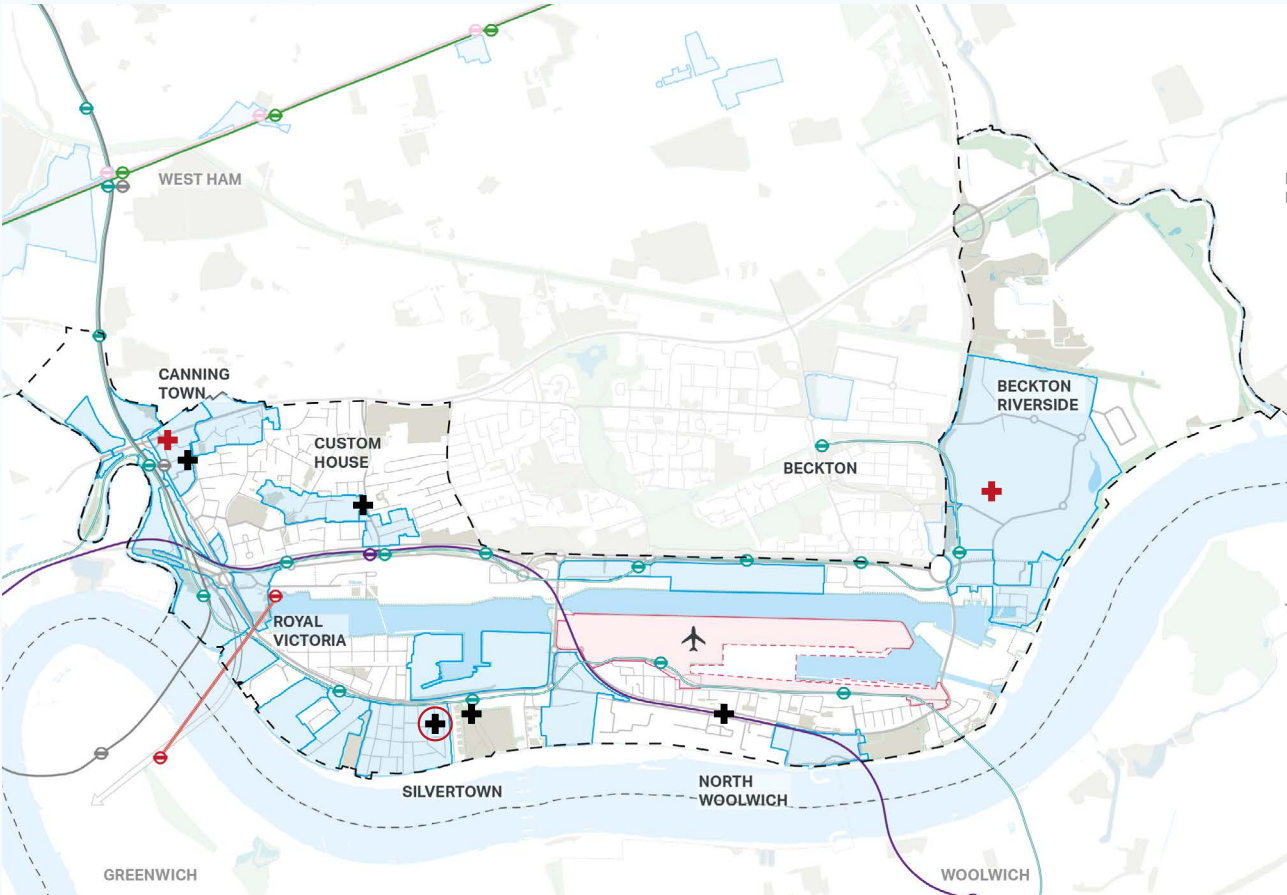 WEST HAM
CANNING
TOWN
BECKTON
RIVERSIDE
CUSTOM
HOUSE
BECKTON
ROYAL
VICTORIA
SILVERTOWN
NORTH
WOOLWICH
GREENWICH
WOOLWICH